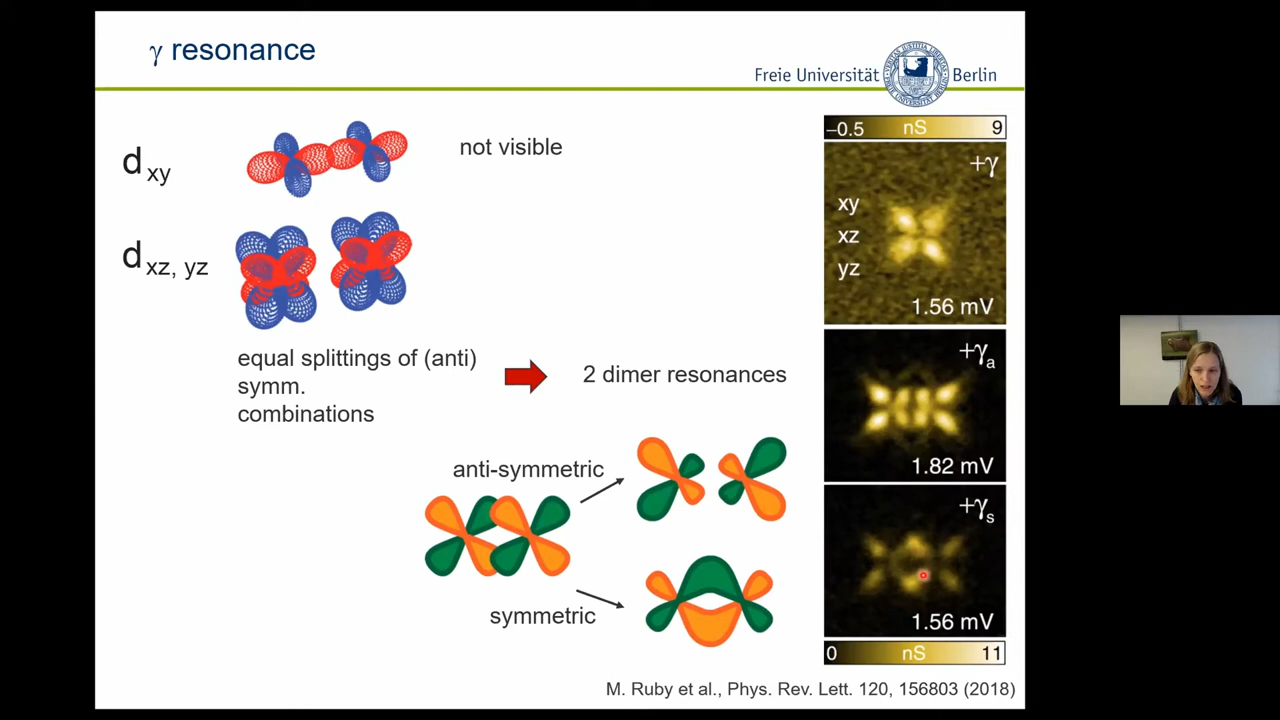 γ resonance
Freie Universität Berlin
−0.5 nS 9
d xy
not visible
+γ
xy
xz
yz
1.56 mV
d xz, yz
equal splittings of (anti)
symm.
combinations
2 dimer resonances
+γa
1.82 mV
anti-symmetric
symmetric
+γs
1.56 mV
0 nS 11
M. Ruby et al., Phys. Rev. Lett. 120, 156803 (2018)